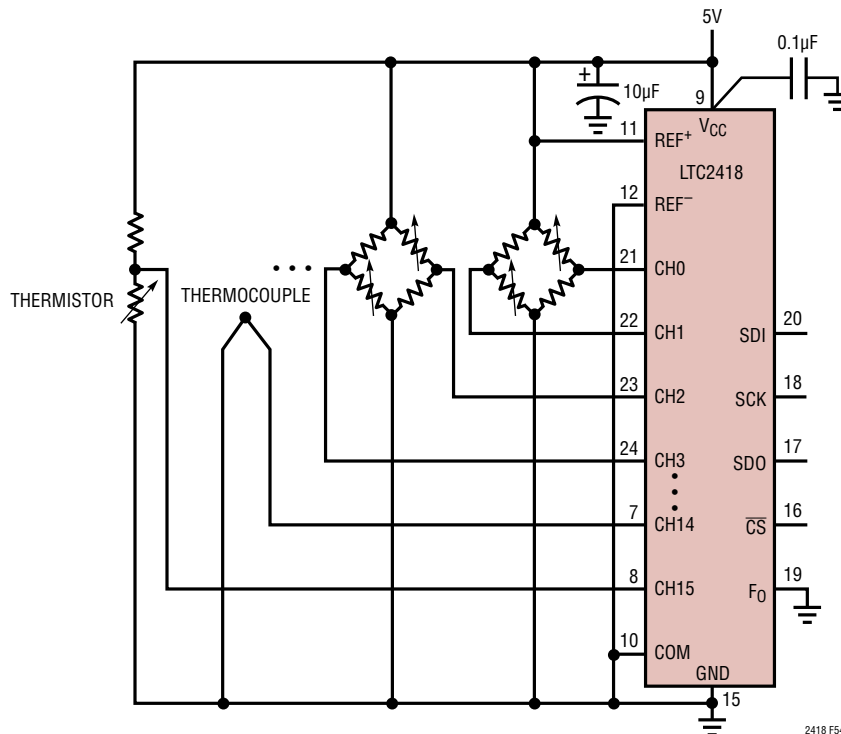 5V
0.1µF
+
10µF
9
VCC
11
REF+
LTC2418
12
REF−
21
CH0
THERMISTOR
THERMOCOUPLE
22
CH1
SDI
20
23
CH2
SCK
18
24
CH3
SDO
17
7
CH14
CS
16
8
CH15
FO
19
10
COM
GND
15
2418 F54